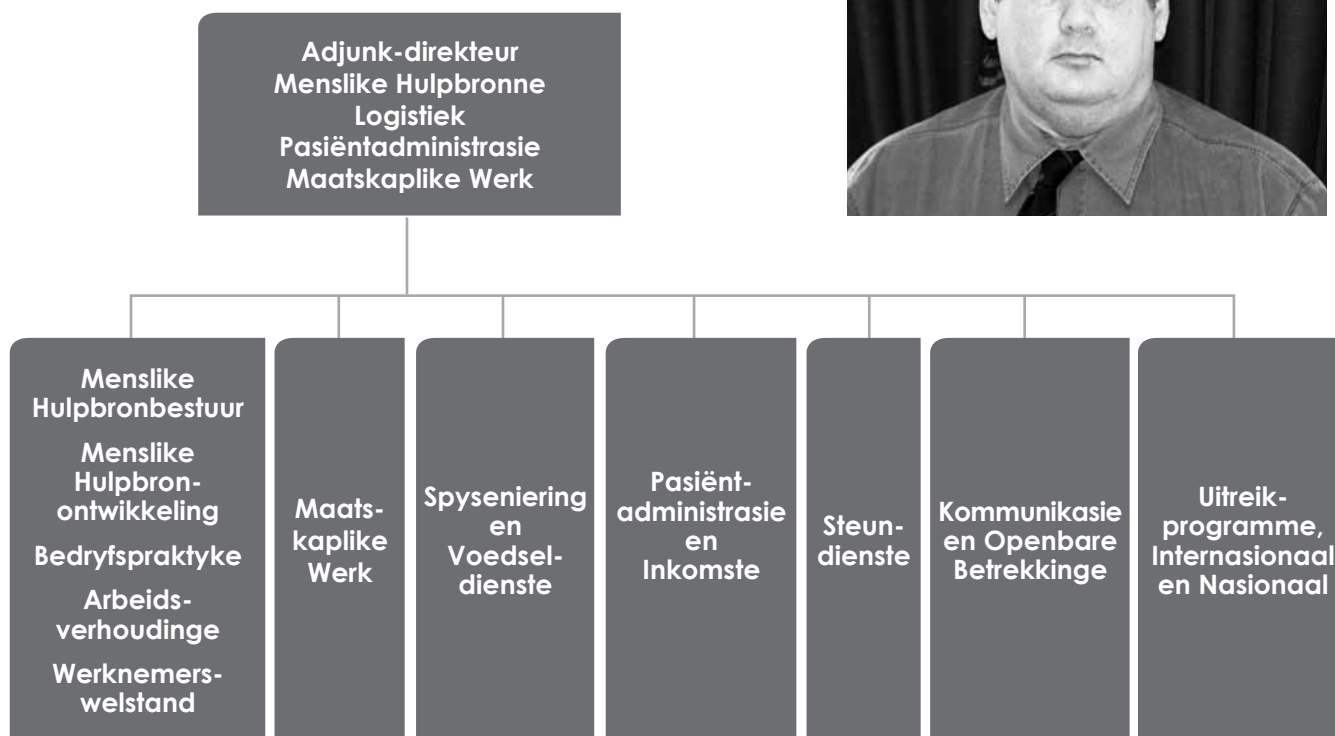 Adjunk-direkteur
Menslike Hulpbronne
Logistiek
Pasiëntadministrasie
Maatskaplike Werk
Menslike
Hulpbronbestuur
Menslike
Hulpbron-
ontwikkeling
Bedryfspraktyke
Arbeids-
verhoudinge
Werknemers-
welstand
Maats-
kaplike
Werk
Spyseniering
en
Voedsel-
dienste
Pasiënt-
administrasie
en
Inkomste
Steun-
dienste
Kommunikasie
en Openbare
Betrekkinge
Uitreik-
programme,
Internasionaal
en Nasionaal